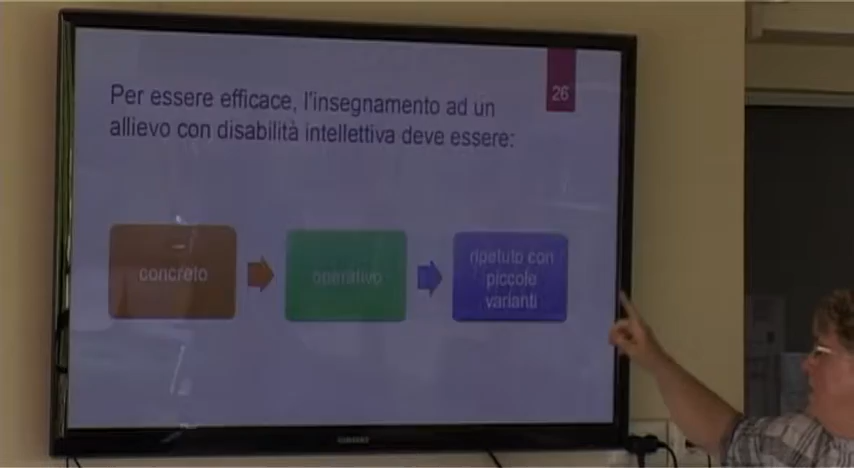 26
Per essere efficace, l'insegnamento ad un
allievo con disabilità intellettiva deve essere:
concreto
operativo
ripetuto con
piccole
varianti
SAMSUNG